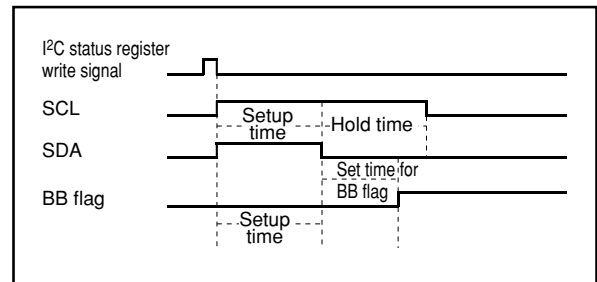 I²C status register
write signal
SCL
Setup
time
Hold time
SDA
Set time for
BB flag
BB flag
Setup
time